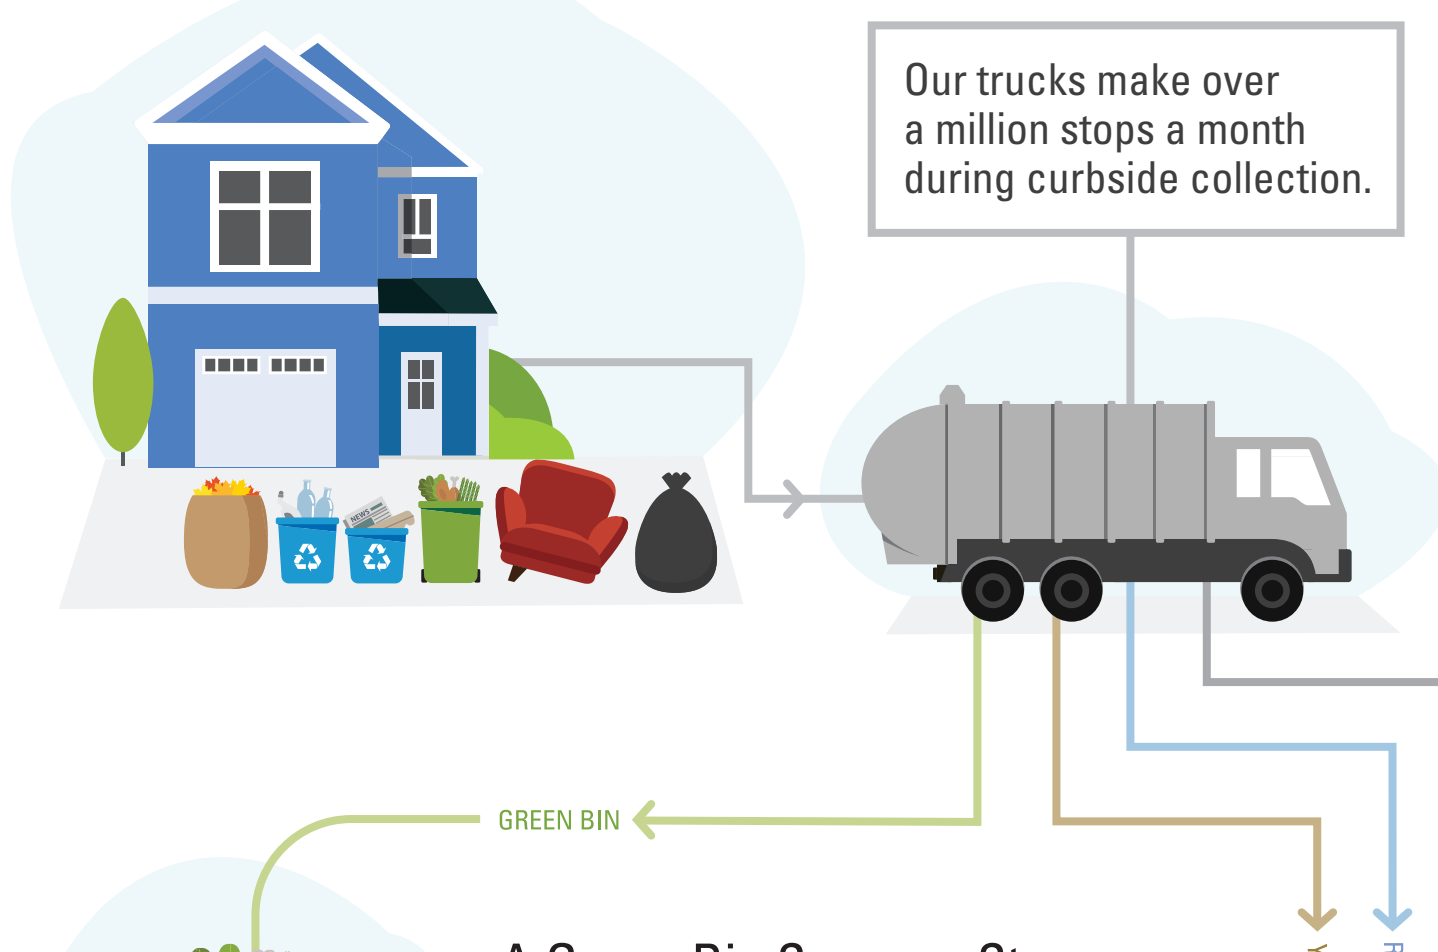 Our trucks make over
a million stops a month
during curbside collection.
NEWS
GREEN BIN